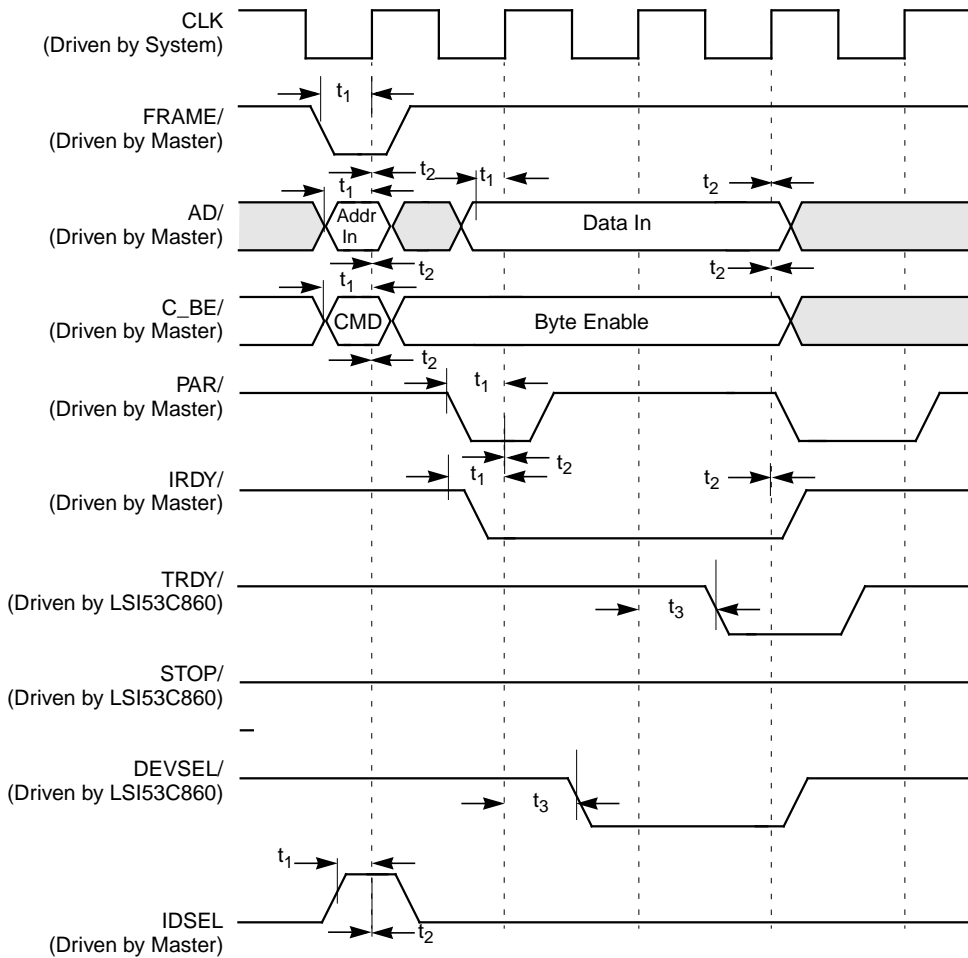 CLK
(Driven by System)
t1
FRAME/
(Driven by Master)
t2
t1
t1
t2
AD/
(Driven by Master)
Addr
In
Data In
t2
t1
t2
C_BE/
(Driven by Master)
CMD
Byte Enable
t2
t1
PAR/
(Driven by Master)
t2
t1
t2
IRDY/
(Driven by Master)
TRDY/
(Driven by LSI53C860)
t3
STOP/
(Driven by LSI53C860)
DEVSEL/
(Driven by LSI53C860)
t3
t1
IDSEL
(Driven by Master)
t2